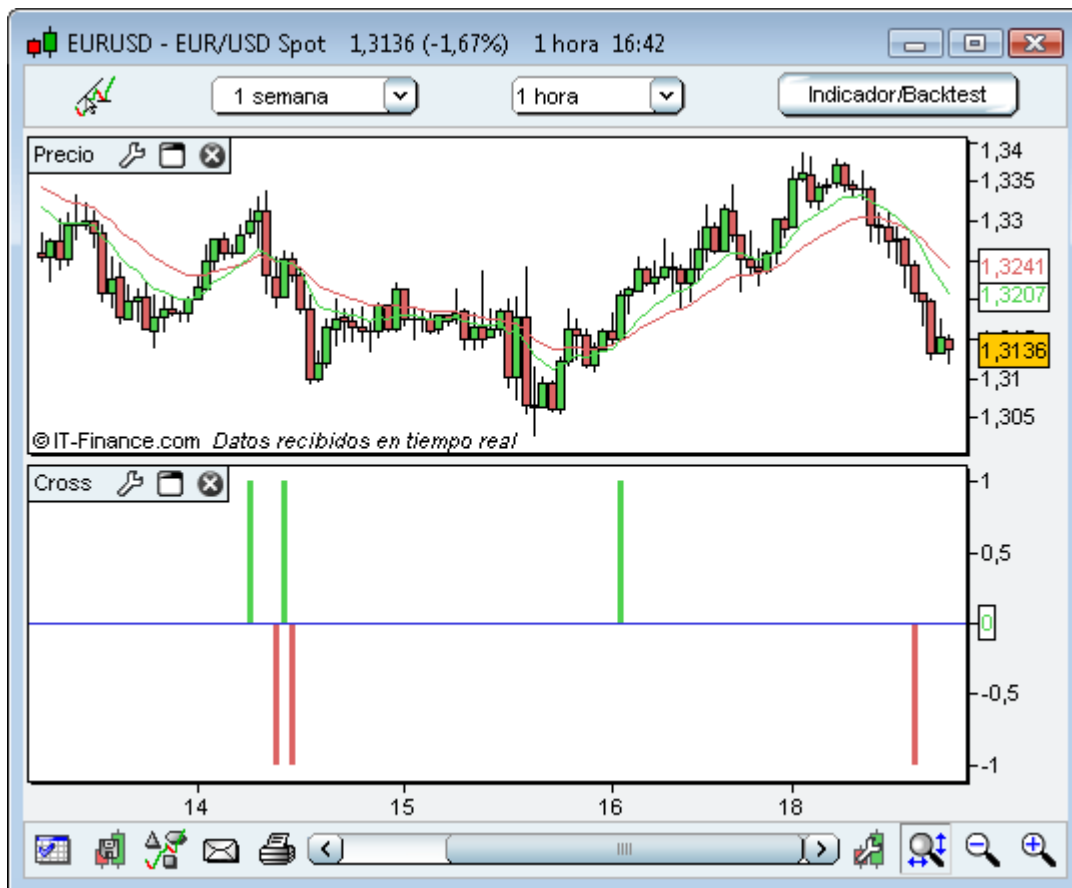 EURUSD - EUR/USD Spot 1,3136 (-1,67%) 1 hora 16:42
1 semana
1 hora
Indicador/Backtest
Precio
1,34
1,335
1,33
1,3241
1,3207
1,3136
1,31
1,305
© IT-Finance.com Datos recibidos en tiempo real
Cross
1
0,5
0
-0,5
-1
14 15 16 18